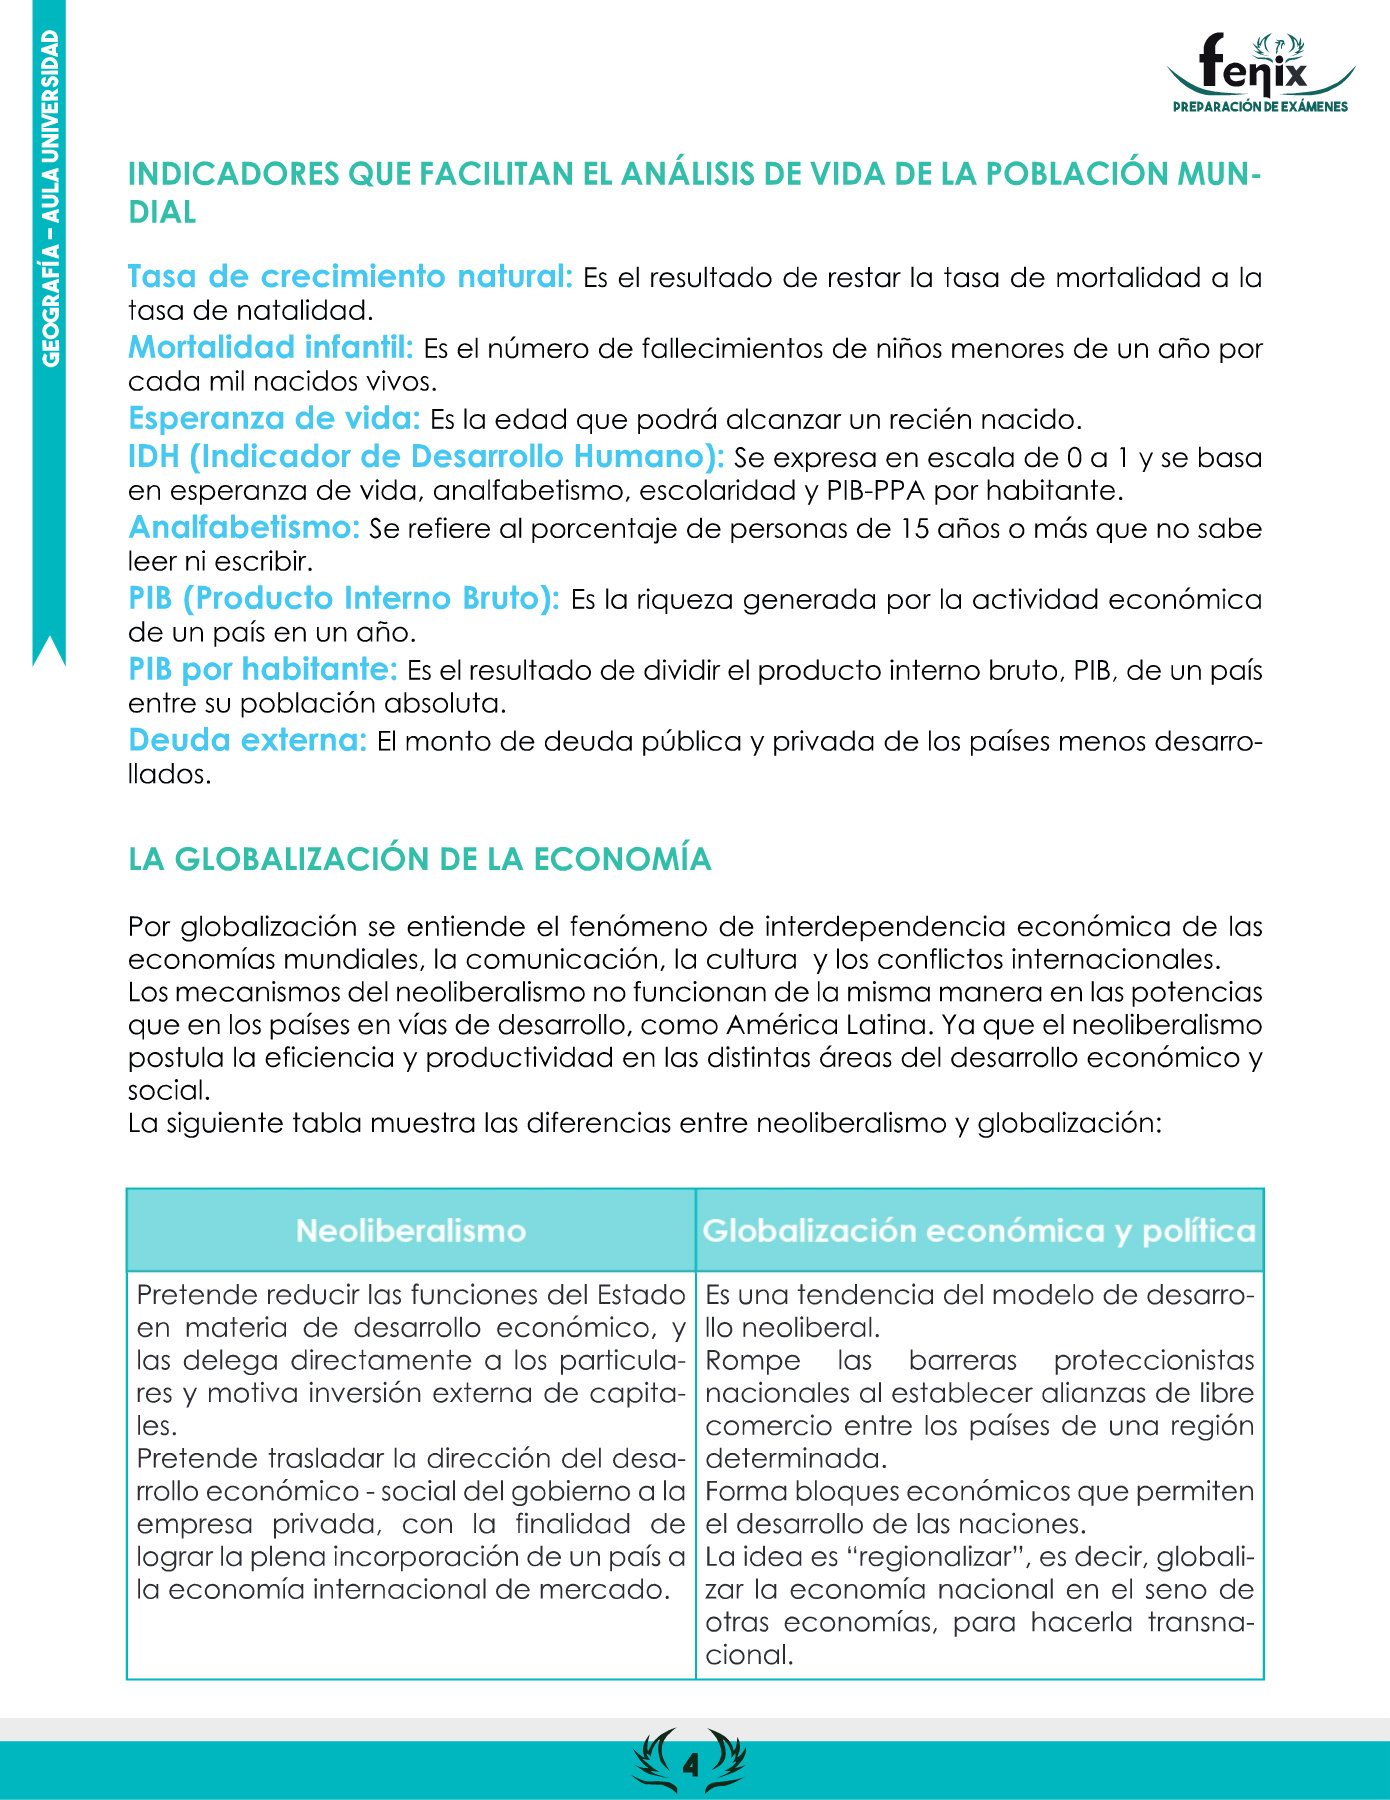 GEOGRAFÍA – AULA UNIVERSIDAD
fenix
PREPARACIÓN DE EXÁMENES
INDICADORES QUE FACILITAN EL ANÁLISIS DE VIDA DE LA POBLACIÓN MUN-
DIAL
Tasa de crecimiento natural: Es el resultado de restar la tasa de mortalidad a la
tasa de natalidad.
Mortalidad infantil: Es el número de fallecimientos de niños menores de un año por
cada mil nacidos vivos.
Esperanza de vida: Es la edad que podrá alcanzar un recién nacido.
IDH (Indicador de Desarrollo Humano): Se expresa en escala de 0 a 1 y se basa
en esperanza de vida, analfabetismo, escolaridad y PIB-PPA por habitante.
Analfabetismo: Se refiere al porcentaje de personas de 15 años o más que no sabe
leer ni escribir.
PIB (Producto Interno Bruto): Es la riqueza generada por la actividad económica
de un país en un año.
PIB por habitante: Es el resultado de dividir el producto interno bruto, PIB, de un país
entre su población absoluta.
Deuda externa: El monto de deuda pública y privada de los países menos desarro-
llados.
LA GLOBALIZACIÓN DE LA ECONOMÍA
Por globalización se entiende el fenómeno de interdependencia económica de las
economías mundiales, la comunicación, la cultura  y los conflictos internacionales.
Los mecanismos del neoliberalismo no funcionan de la misma manera en las potencias
que en los países en vías de desarrollo, como América Latina. Ya que el neoliberalismo
postula la eficiencia y productividad en las distintas áreas del desarrollo económico y
social.
La siguiente tabla muestra las diferencias entre neoliberalismo y globalización:
Neoliberalismo
Pretende reducir las funciones del Estado
en materia de desarrollo económico, y
las delega directamente a los particula-
res y motiva inversión externa de capita-
les.
Pretende trasladar la dirección del desa-
rrollo económico - social del gobierno a la
empresa privada, con la finalidad de
lograr la plena incorporación de un país a
la economía internacional de mercado.
Globalización económica y política
Es una tendencia del modelo de desarro-
llo neoliberal.
Rompe las barreras proteccionistas
nacionales al establecer alianzas de libre
comercio entre los países de una región
determinada.
Forma bloques económicos que permiten
el desarrollo de las naciones.
La idea es “regionalizar”, es decir, globali-
zar la economía nacional en el seno de
otras economías, para hacerla transna-
cional.
4